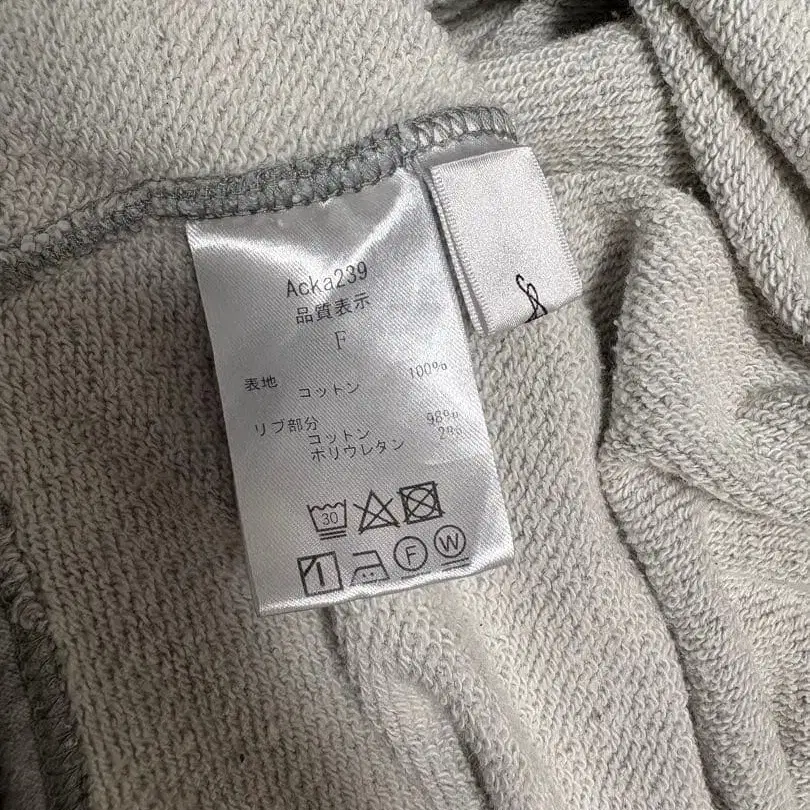 Acka239
品質表示
F
表地 コットン 100%
リブ部分
コットン 98%
ポリウレタン 2%
30
F W